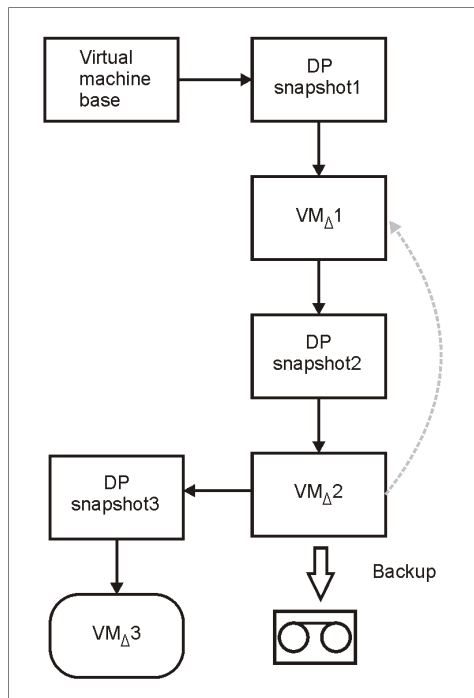 Virtual
machine
base
DP
snapshot1
VMΔ1
DP
snapshot2
DP
snapshot3
VMΔ2
Backup
VMΔ3